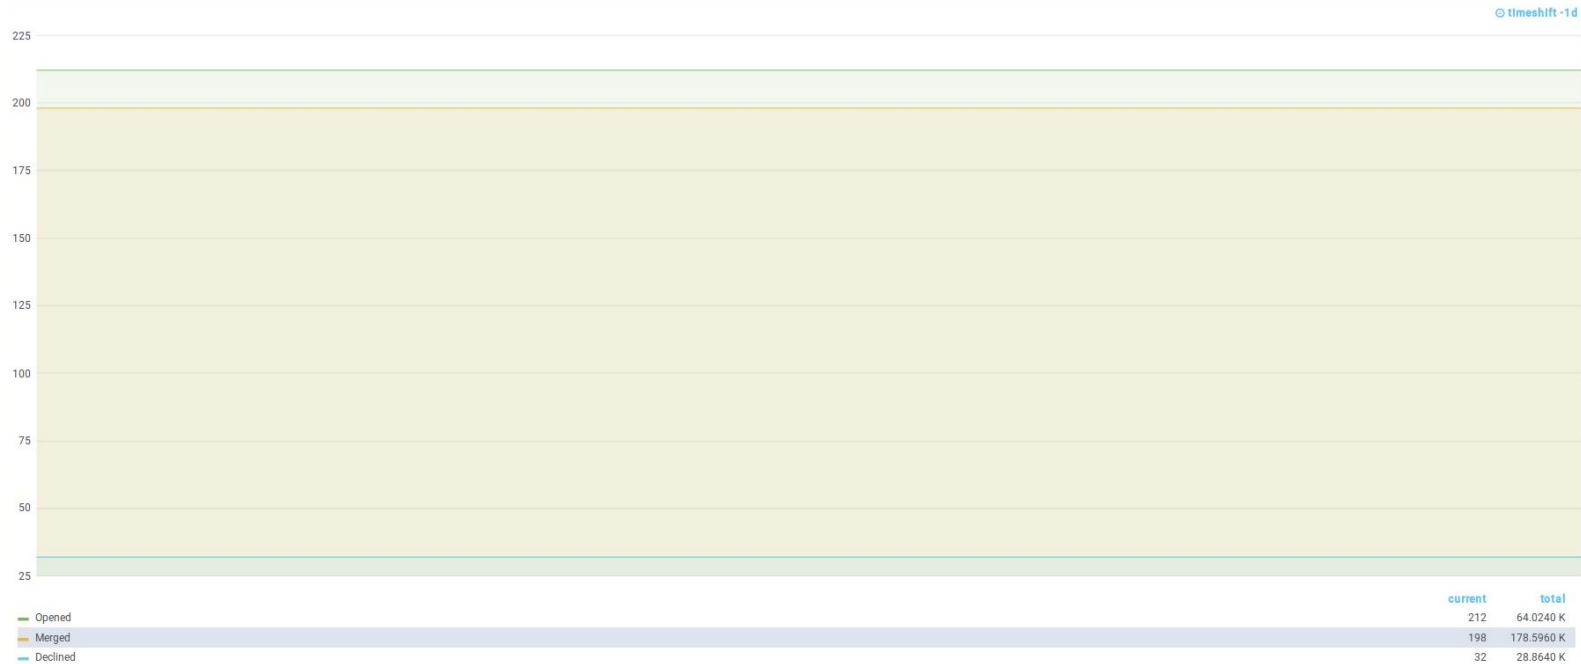 timeshift -1d
225
200
175
150
125
100
75
50
25
current total
Opened 212 64.0240 K
Merged 198 178.5960 K
Declined 32 28.8640 K